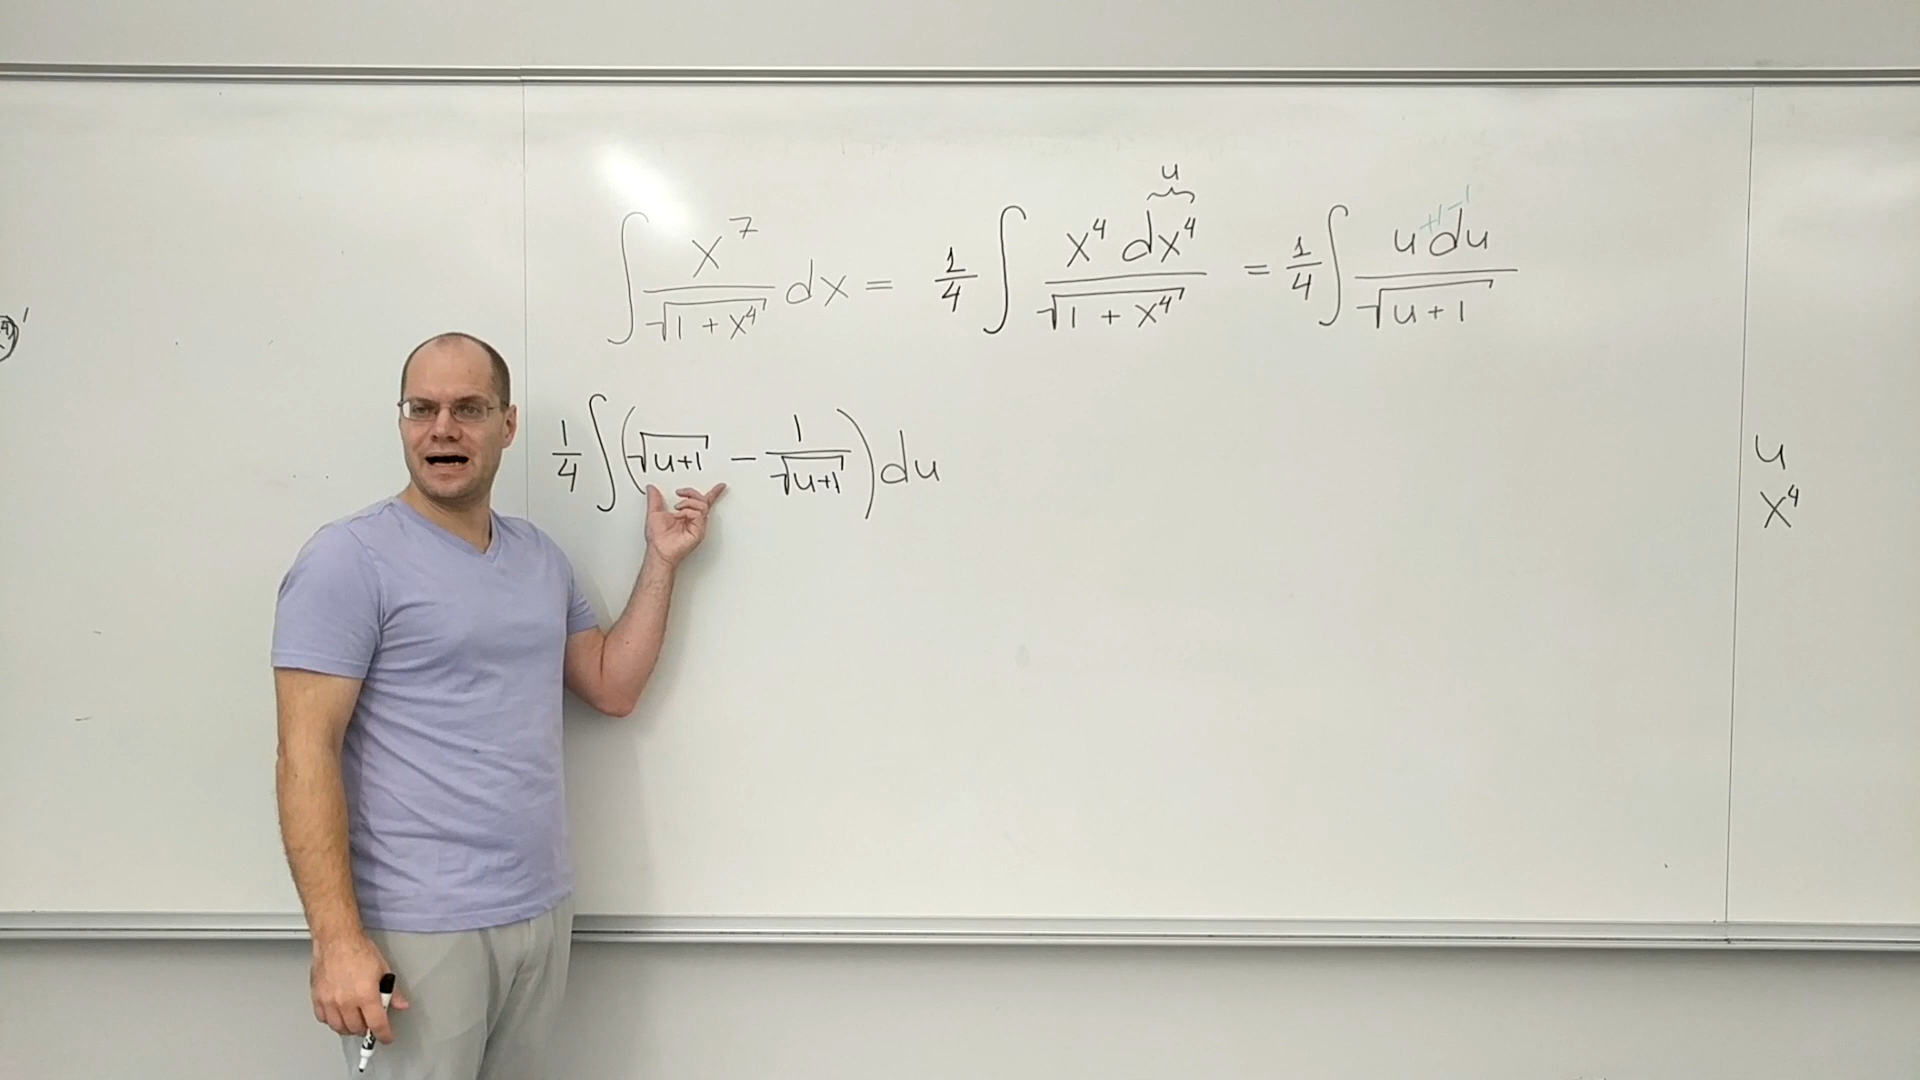 ∫ x⁷/√(1 + x⁴) dx = 1/4 ∫ x⁴ dx⁴/√(1 + x⁴) = 1/4 ∫ u du/√(u + 1)
u
+1 −1
1/4 ∫ (√(u+1) − 1/√(u+1)) du
u
x⁴